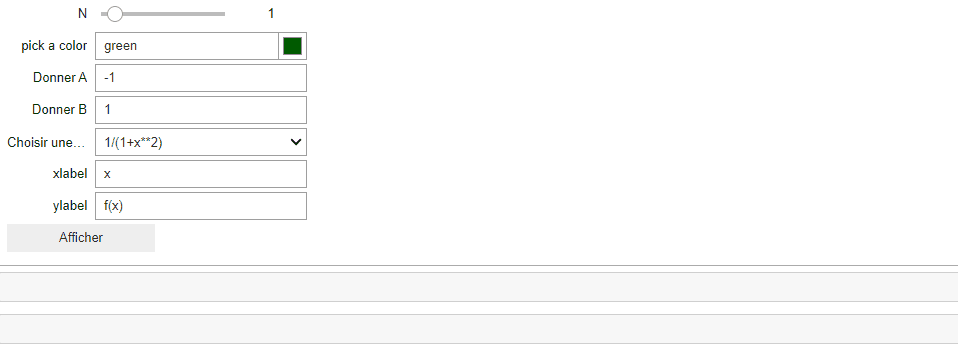 N 1
pick a color green
Donner A -1
Donner B 1
Choisir une... 1/(1+x**2)
xlabel x
ylabel f(x)
Afficher